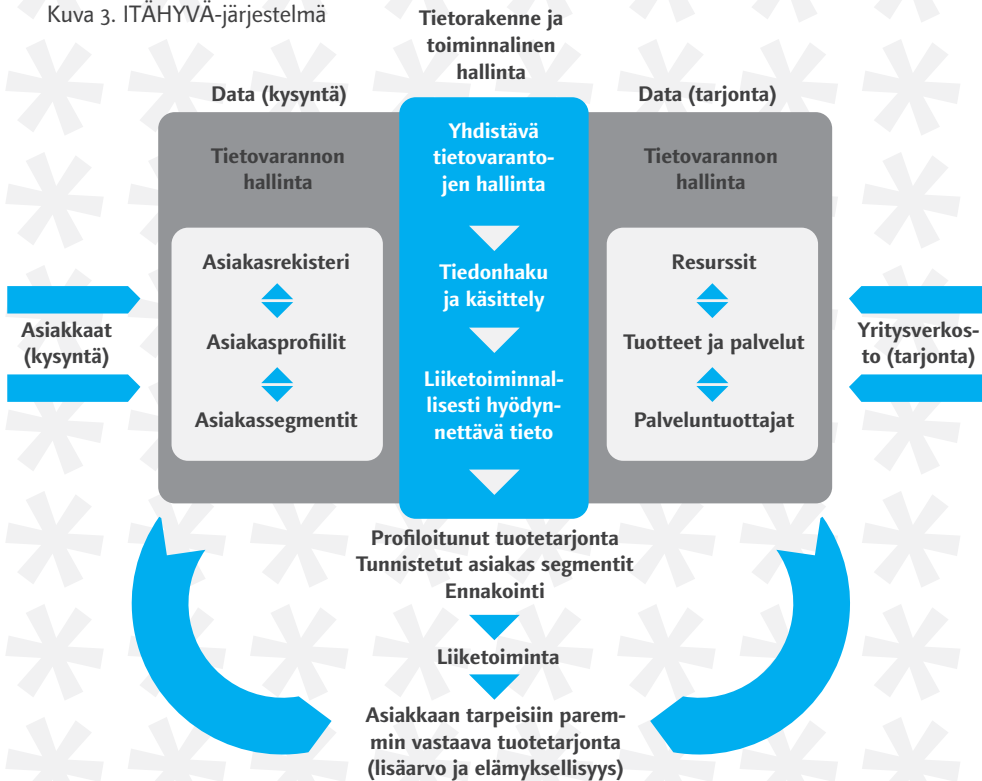 Kuva 3. ITÄHYVÄ-järjestelmä
Tietorakenne ja
toiminnalinen
hallinta
Data (kysyntä)
Data (tarjonta)
Tietovarannon
hallinta
Yhdistävä
tietovaranto-
jen hallinta
Tietovarannon
hallinta
Asiakkaat
(kysyntä)
Asiakasrekisteri
Asiakasprofiilit
Asiakassegmentit
Tiedonhaku
ja käsittely
Liiketoiminnal-
lisesti hyödyn-
nettävä tieto
Resurssit
Tuotteet ja palvelut
Palveluntuottajat
Yritysverkos-
to (tarjonta)
Profiloitunut tuotetarjonta
Tunnistetut asiakas segmentit
Ennakointi
Liiketoiminta
Asiakkaan tarpeisiin parem-
min vastaava tuotetarjonta
(lisäarvo ja elämyksellisyys)